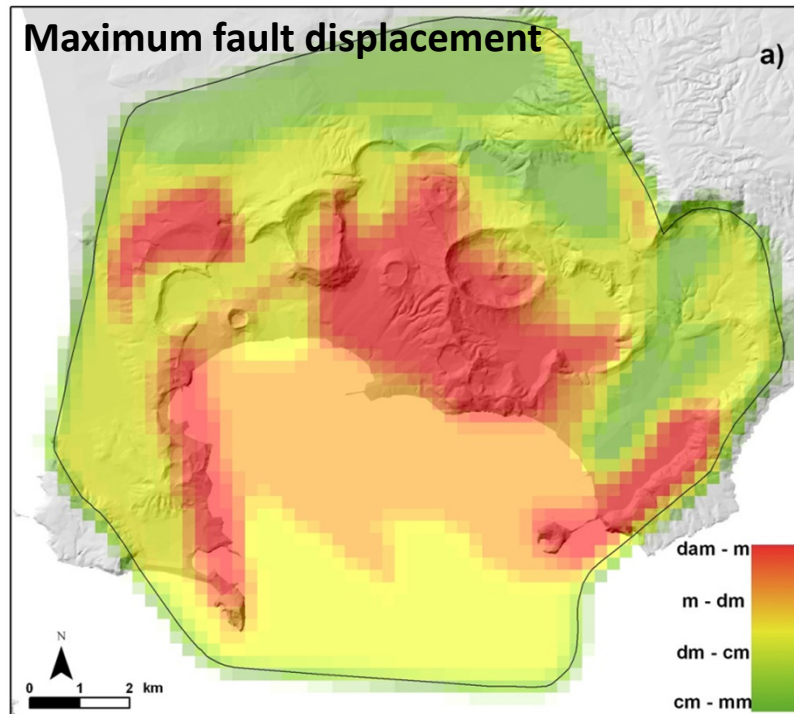 Maximum fault displacement
a)
dam - m
m - dm
dm - cm
cm - mm
N
0 1 2 km